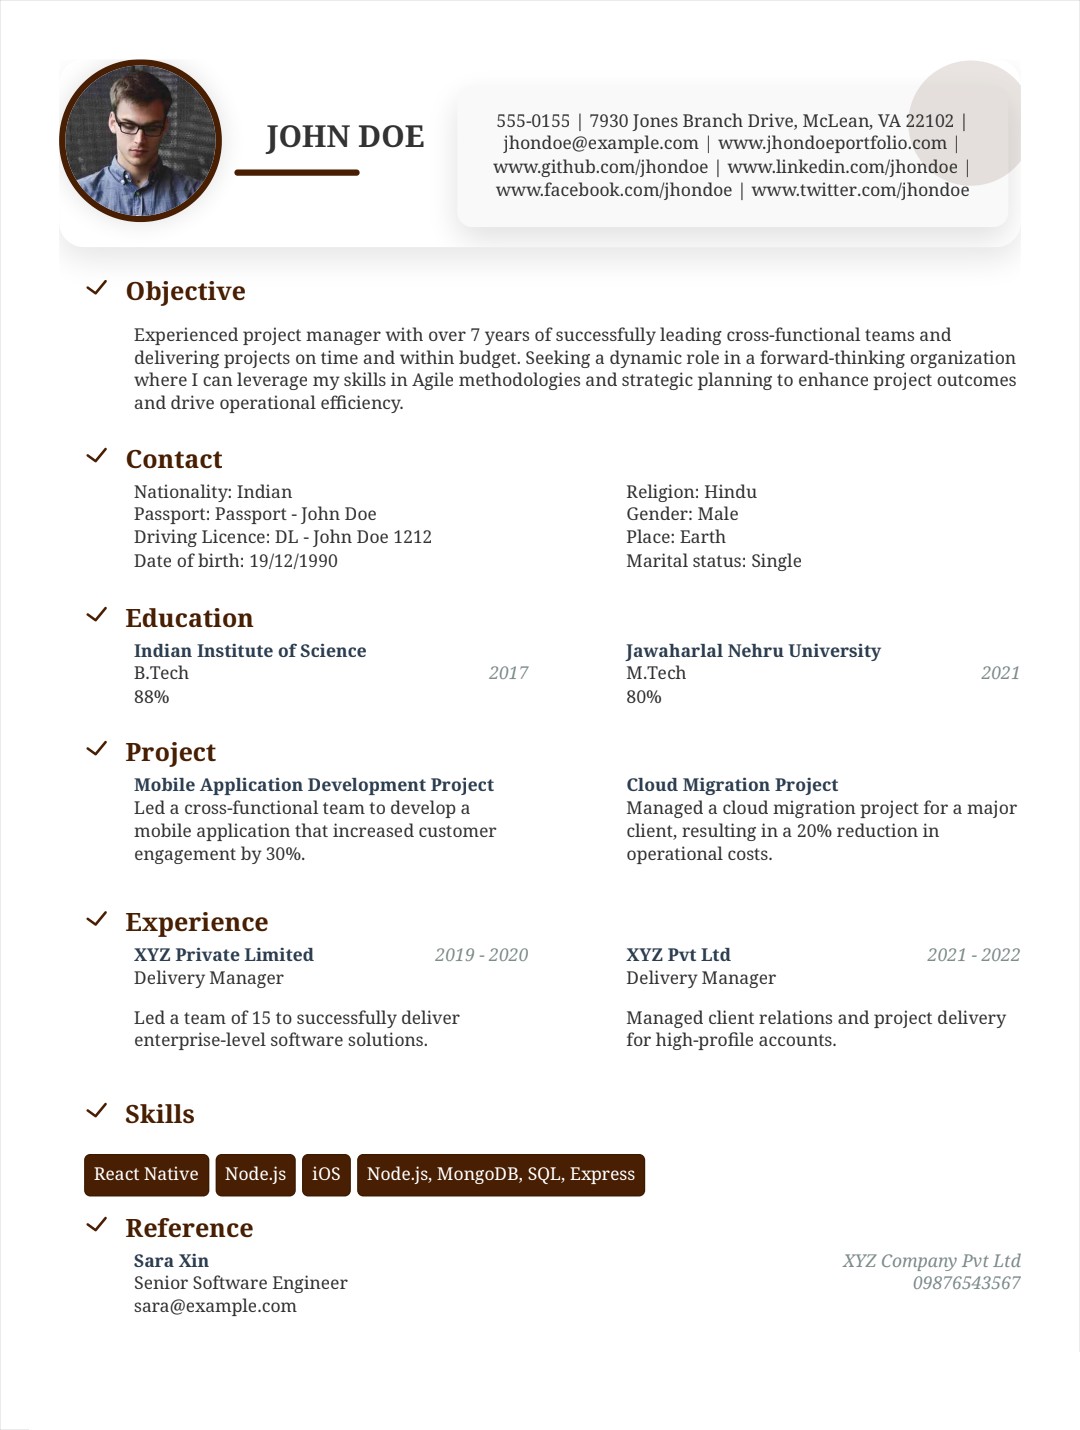 JOHN DOE
555-0155 | 7930 Jones Branch Drive, McLean, VA 22102 |
jhondoe@example.com | www.jhondoeportfolio.com |
www.github.com/jhondoe | www.linkedin.com/jhondoe |
www.facebook.com/jhondoe | www.twitter.com/jhondoe
Objective
Experienced project manager with over 7 years of successfully leading cross-functional teams and
delivering projects on time and within budget. Seeking a dynamic role in a forward-thinking organization
where I can leverage my skills in Agile methodologies and strategic planning to enhance project outcomes
and drive operational efficiency.
Contact
Nationality: Indian
Passport: Passport - John Doe
Driving Licence: DL - John Doe 1212
Date of birth: 19/12/1990
Religion: Hindu
Gender: Male
Place: Earth
Marital status: Single
Education
Indian Institute of Science
B.Tech 2017
88%
Jawaharlal Nehru University
M.Tech 2021
80%
Project
Mobile Application Development Project
Led a cross-functional team to develop a
mobile application that increased customer
engagement by 30%.
Cloud Migration Project
Managed a cloud migration project for a major
client, resulting in a 20% reduction in
operational costs.
Experience
XYZ Private Limited 2019 - 2020
Delivery Manager
Led a team of 15 to successfully deliver
enterprise-level software solutions.
XYZ Pvt Ltd 2021 - 2022
Delivery Manager
Managed client relations and project delivery
for high-profile accounts.
Skills
React Native Node.js iOS Node.js, MongoDB, SQL, Express
Reference
Sara Xin XYZ Company Pvt Ltd
Senior Software Engineer 09876543567
sara@example.com